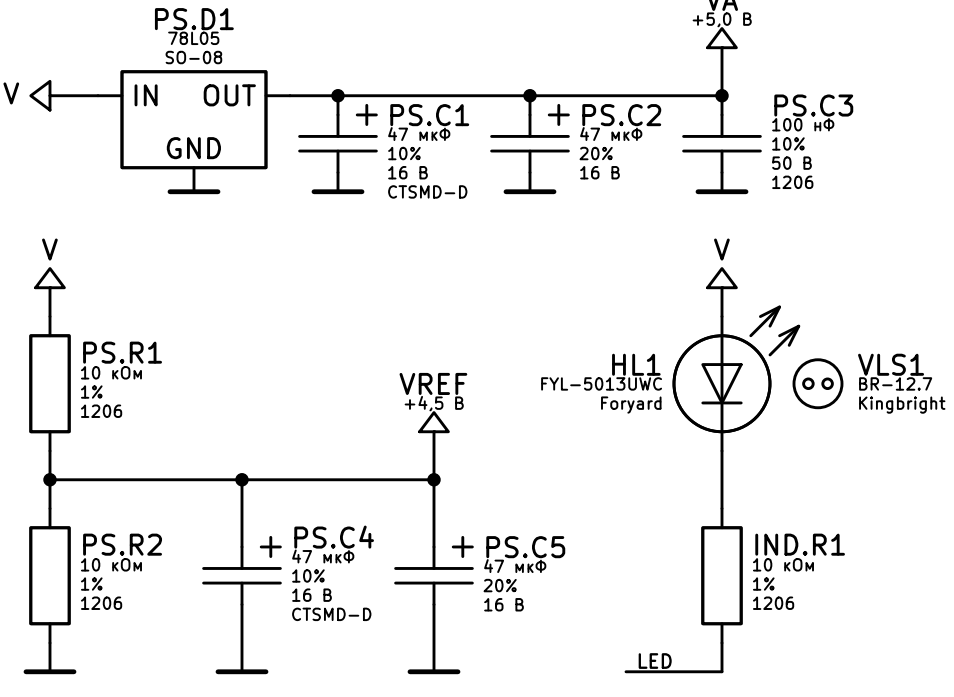 VA
+5,0 В
PS.D1
78L05
SO-08
V
IN
OUT
GND
+ PS.C1
47 мкФ
10%
16 В
CTSMD-D
+ PS.C2
47 мкФ
20%
16 В
PS.C3
100 нФ
10%
50 В
1206
V
PS.R1
10 кОм
1%
1206
VREF
+4,5 В
V
HL1
FYL-5013UWC
Foryard
VLS1
BR-12.7
Kingbright
PS.R2
10 кОм
1%
1206
+ PS.C4
47 мкФ
10%
16 В
CTSMD-D
+ PS.C5
47 мкФ
20%
16 В
IND.R1
10 кОм
1%
1206
LED